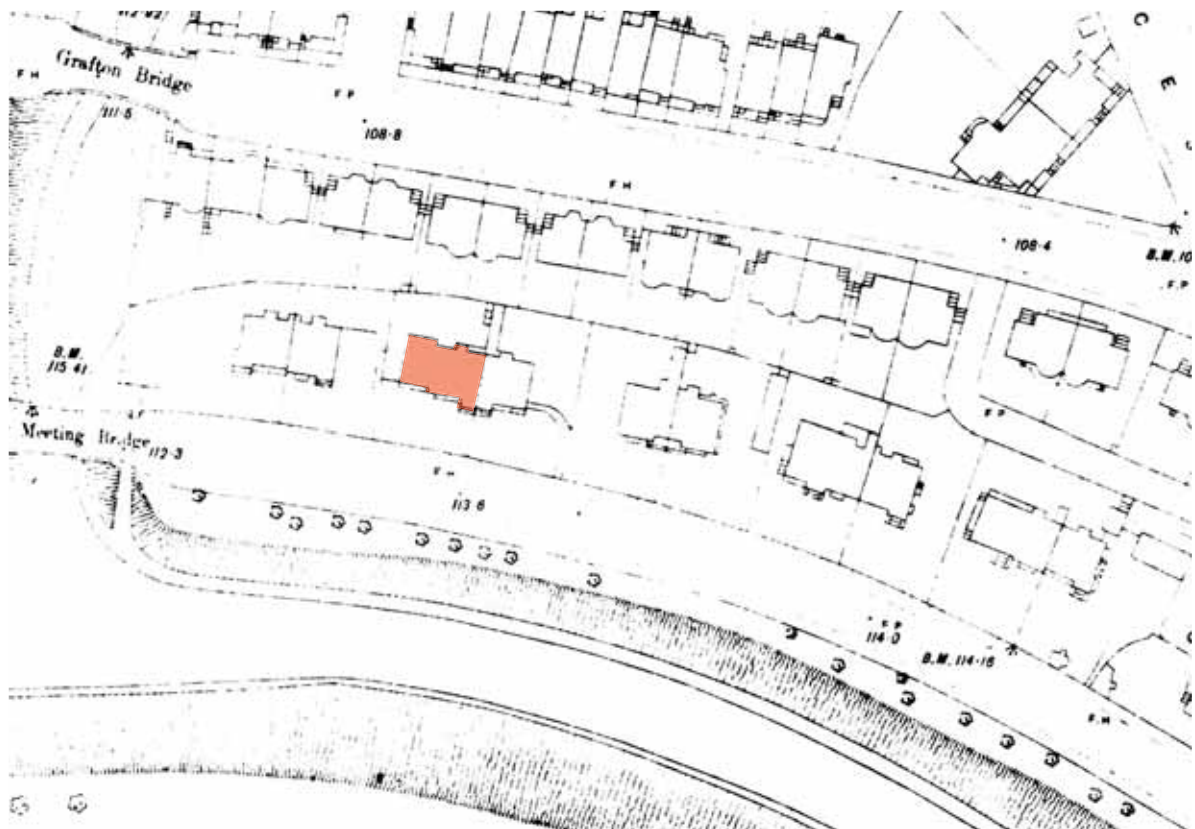 C
E
Grafton Bridge
F H
111·5
F P
108·8
F H
108·4
B.M. 10
F.P
B.M.
115·41
F.P
Meeting Bridge
112·3
F H
113·6
F P
114·0
B.M. 114·16
F.H